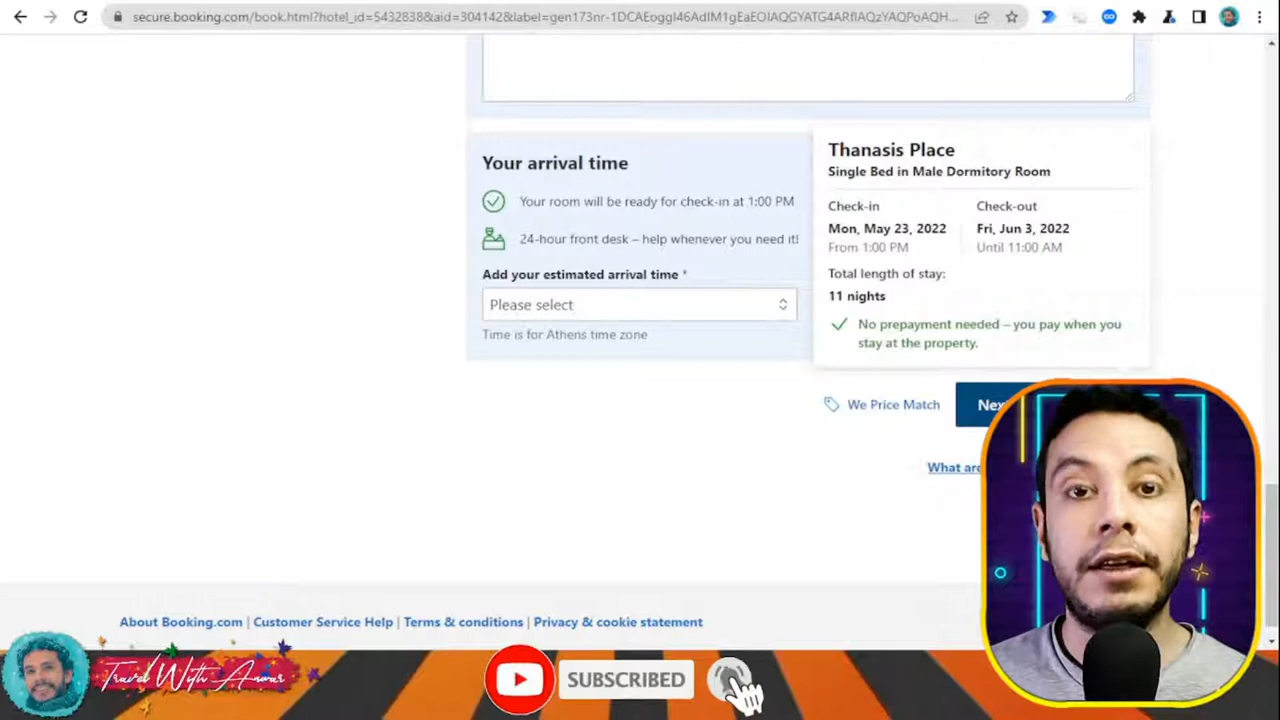 secure.booking.com/book.html?hotel_id=5432838&aid=304142&label=gen173nr-1DCAEoggI46AdIM1gEaEOIAQGYATG4ARfIAQzYAQPoAQH...
Your arrival time
Your room will be ready for check-in at 1:00 PM
24-hour front desk – help whenever you need it!
Add your estimated arrival time *
Please select
Time is for Athens time zone
Thanasis Place
Single Bed in Male Dormitory Room
Check-in
Mon, May 23, 2022
From 1:00 PM
Check-out
Fri, Jun 3, 2022
Until 11:00 AM
Total length of stay:
11 nights
No prepayment needed – you pay when you
stay at the property.
We Price Match
What are
About Booking.com | Customer Service Help | Terms & conditions | Privacy & cookie statement
Travel With Anwar
SUBSCRIBED